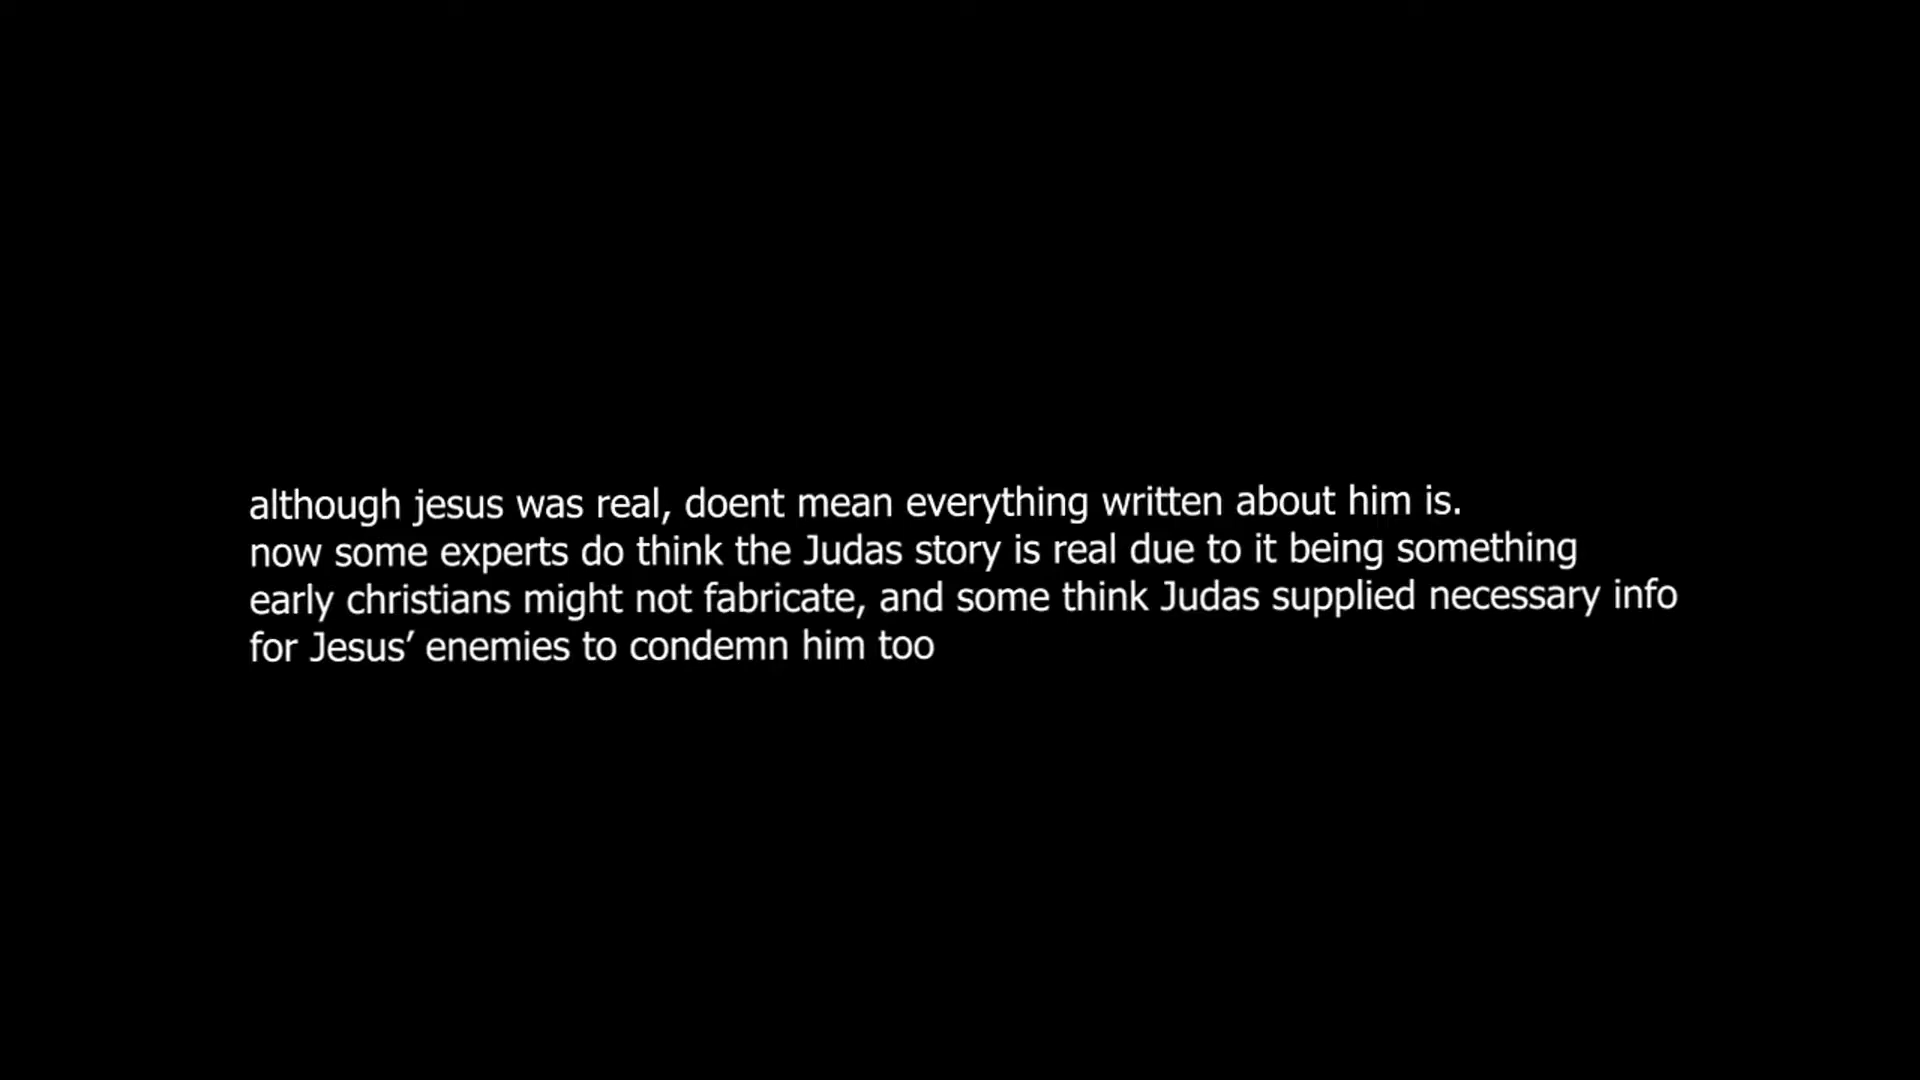 although jesus was real, doent mean everything written about him is.
now some experts do think the Judas story is real due to it being something
early christians might not fabricate, and some think Judas supplied necessary info
for Jesus’ enemies to condemn him too